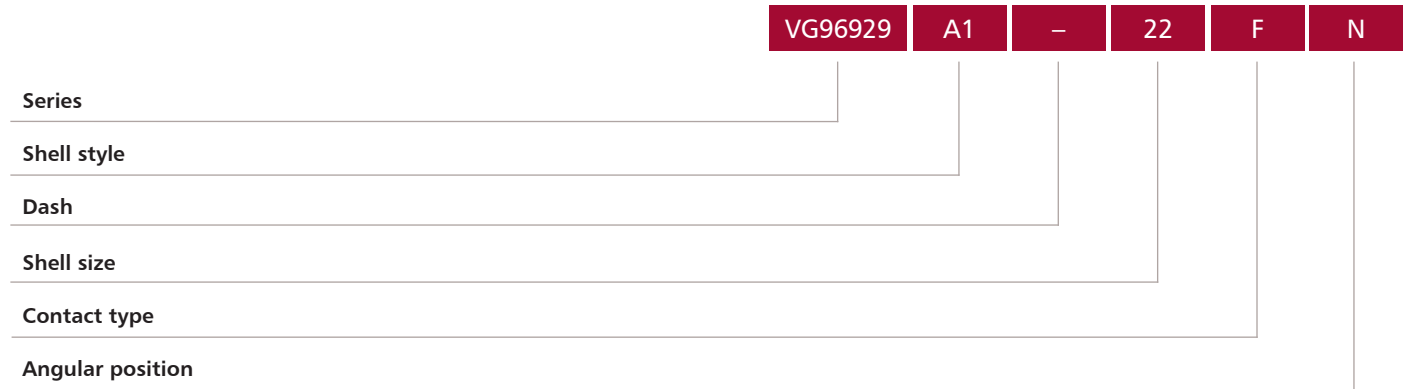 VG96929 A1 – 22 F N
Series
Shell style
Dash
Shell size
Contact type
Angular position